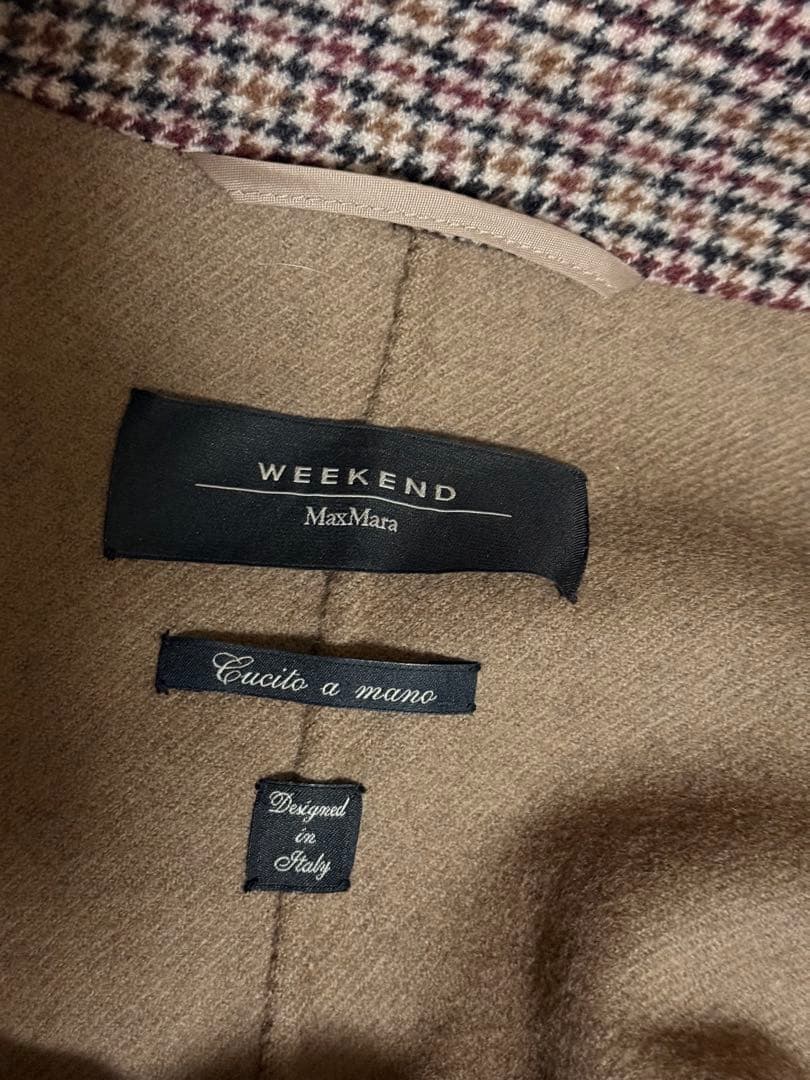 WEEKEND
MaxMara
Cucito a mano
Designed
in
Italy